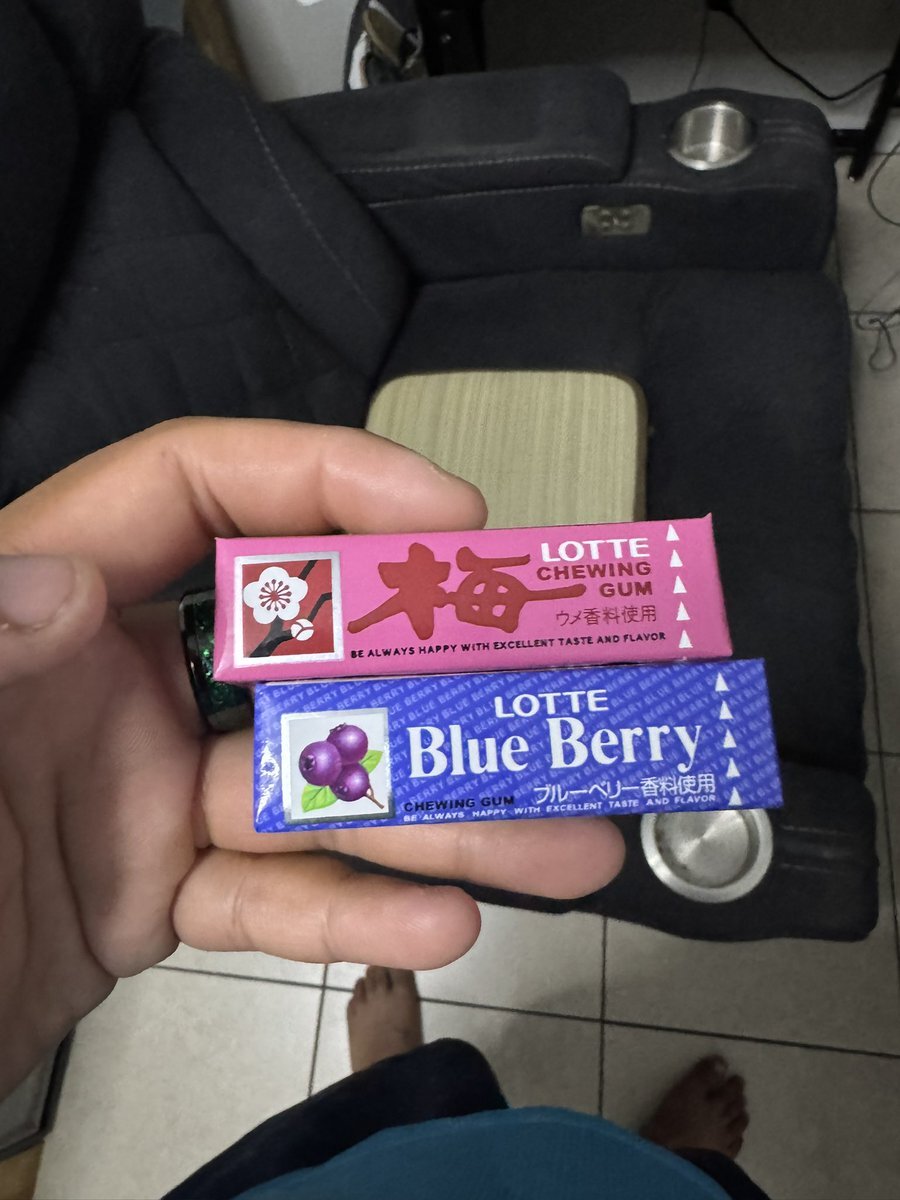 梅
LOTTE
CHEWING
GUM
ウメ香料使用
BE ALWAYS HAPPY WITH EXCELLENT TASTE AND FLAVOR
LOTTE
Blue Berry
ブルーベリー香料使用
CHEWING GUM
BE ALWAYS HAPPY WITH EXCELLENT TASTE AND FLAVOR